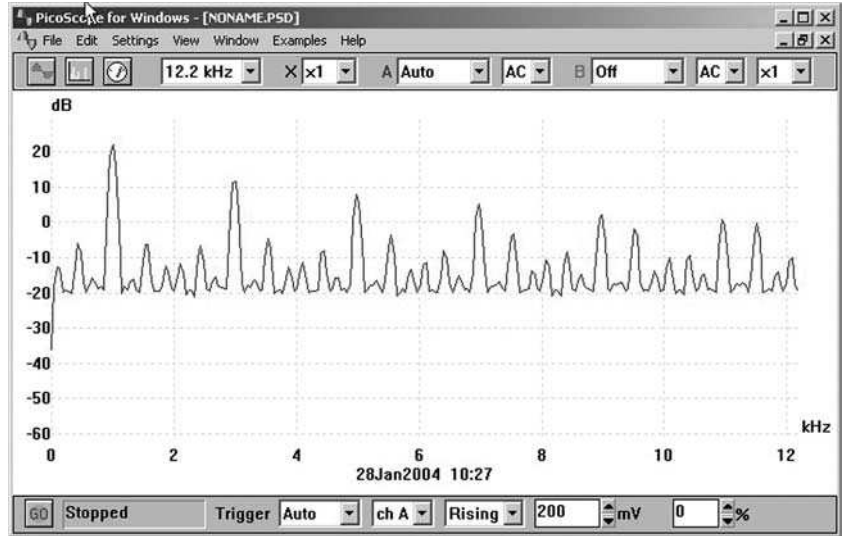 PicoScope for Windows - [NONAME.PSD]
File Edit Settings View Window Examples Help
12.2 kHz X x1 A Auto AC B Off AC x1
dB
20
10
0
-10
-20
-30
-40
-50
-60
kHz
0 2 4 6 8 10 12
28Jan2004 10:27
GO Stopped Trigger Auto ch A Rising 200 mV 0 %